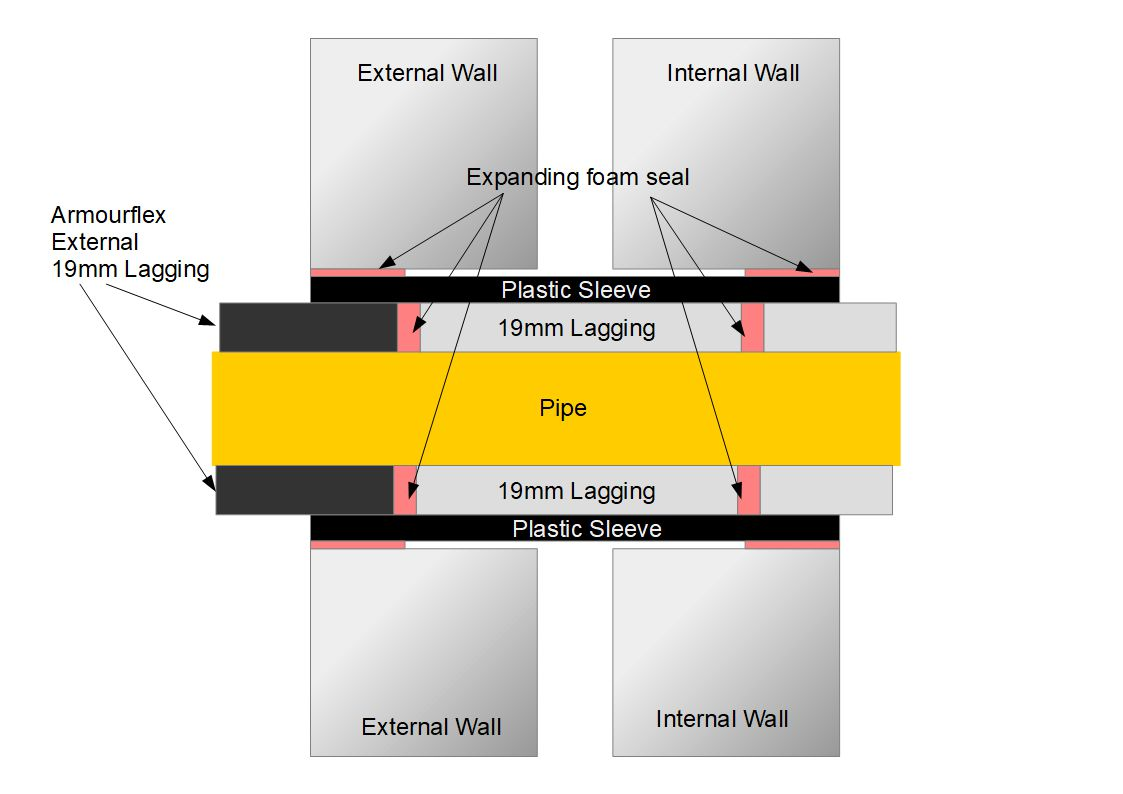 External Wall
Internal Wall
Expanding foam seal
Armourflex
External
19mm Lagging
Plastic Sleeve
19mm Lagging
Pipe
19mm Lagging
Plastic Sleeve
External Wall
Internal Wall